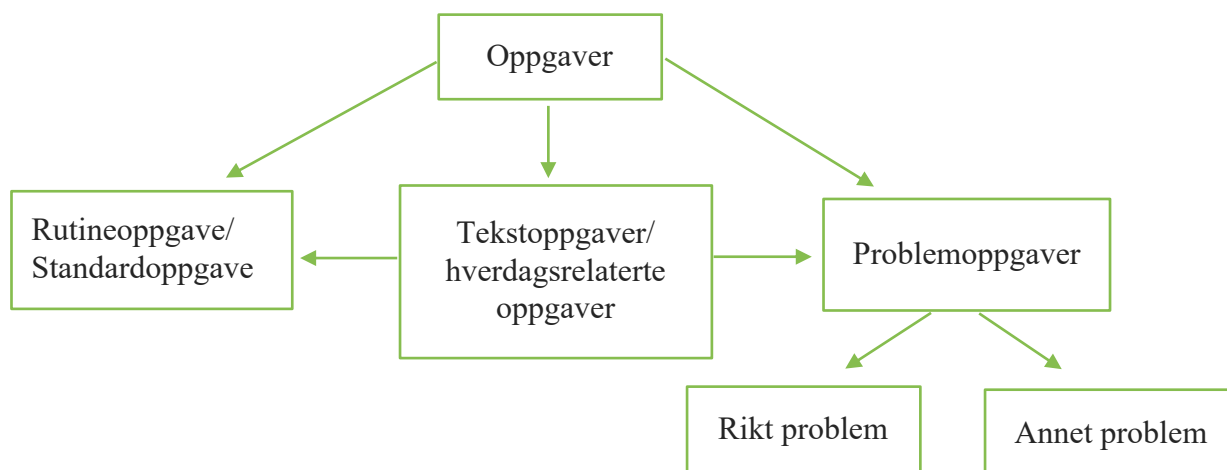 Oppgaver
Rutineoppgave/
Standardoppgave
Tekstoppgaver/
hverdagsrelaterte
oppgaver
Problemoppgaver
Rikt problem
Annet problem